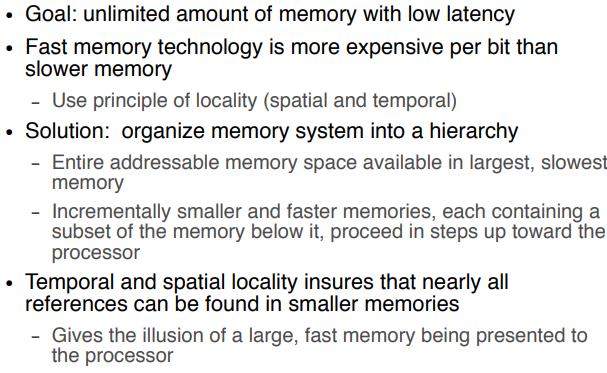 • Goal: unlimited amount of memory with low latency
• Fast memory technology is more expensive per bit than
slower memory
– Use principle of locality (spatial and temporal)
• Solution: organize memory system into a hierarchy
– Entire addressable memory space available in largest, slowest
memory
– Incrementally smaller and faster memories, each containing a
subset of the memory below it, proceed in steps up toward the
processor
• Temporal and spatial locality insures that nearly all
references can be found in smaller memories
– Gives the illusion of a large, fast memory being presented to
the processor